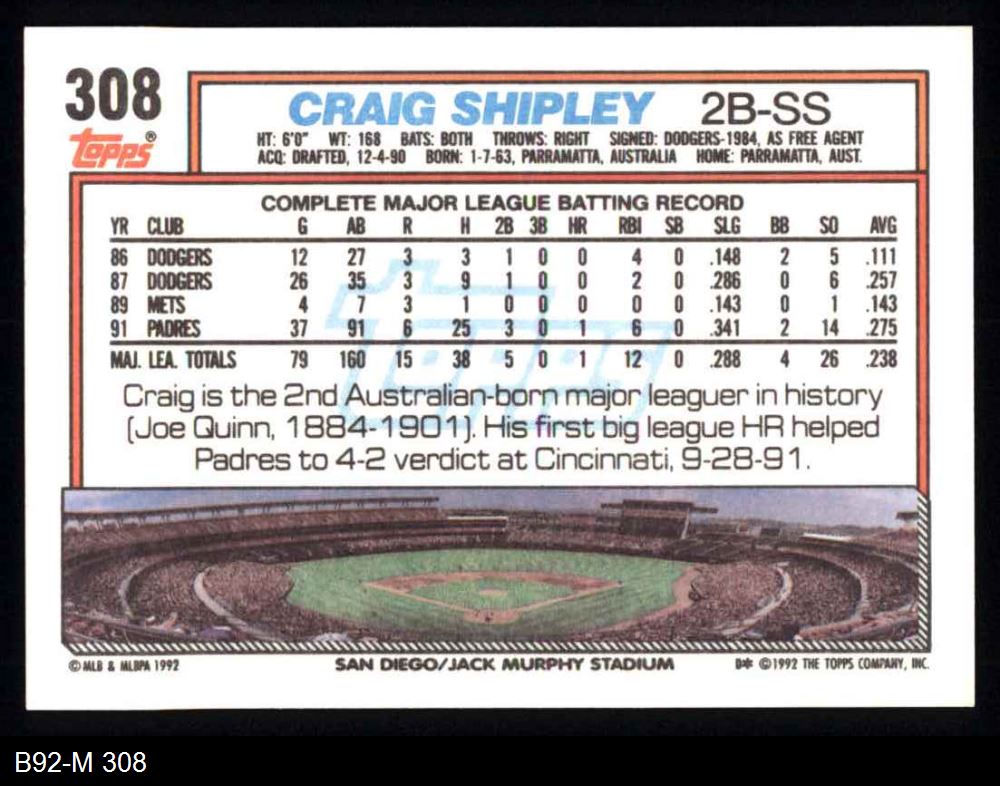 308
Topps®
CRAIG SHIPLEY 2B-SS
HT: 6'0" WT: 168 BATS: BOTH THROWS: RIGHT SIGNED: DODGERS-1984, AS FREE AGENT
ACQ: DRAFTED, 12-4-90 BORN: 1-7-63, PARRAMATTA, AUSTRALIA HOME: PARRAMATTA, AUST.
COMPLETE MAJOR LEAGUE BATTING RECORD
YR CLUB G AB R H 2B 3B HR RBI SB SLG BB SO AVG
86 DODGERS 12 27 3 3 1 0 0 4 0 .148 2 5 .111
87 DODGERS 26 35 3 9 1 0 0 2 0 .286 0 6 .257
89 METS 4 7 3 1 0 0 0 0 0 .143 0 1 .143
91 PADRES 37 91 6 25 3 0 1 6 0 .341 2 14 .275
MAJ. LEA. TOTALS 79 160 15 38 5 0 1 12 0 .288 4 26 .238
Topps
Craig is the 2nd Australian-born major leaguer in history
(Joe Quinn, 1884-1901). His first big league HR helped
Padres to 4-2 verdict at Cincinnati, 9-28-91.
© MLB & MLBPA 1992 SAN DIEGO/JACK MURPHY STADIUM D* ©1992 THE TOPPS COMPANY, INC.
B92-M 308